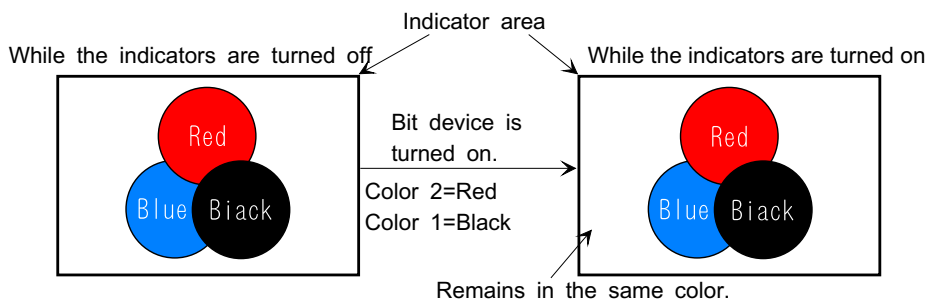 Indicator area
While the indicators are turned off
While the indicators are turned on
Red
Blue
Biack
Bit device is
turned on.
Color 2=Red
Color 1=Black
Red
Blue
Biack
Remains in the same color.